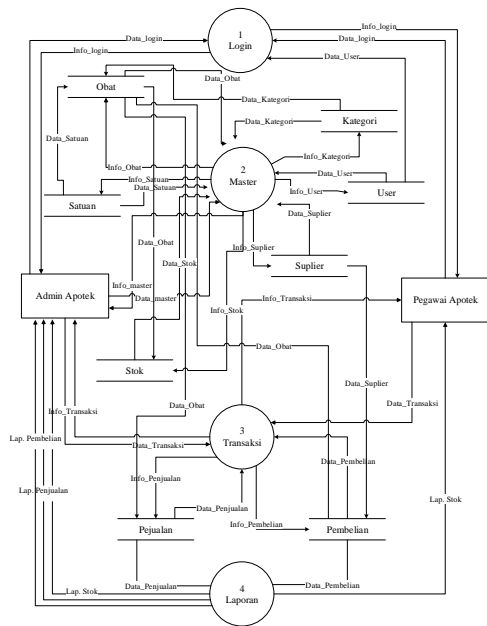 1
Login
Data_login
Info_login
Info_login
Data_login
Data_User
Data_Obat
Obat
Data_Kategori
Data_Kategori
Kategori
Data_Satuan
Info_Obat
2
Master
Info_Kategori
Data_User
Info_Satuan
Data_Satuan
Info_User
User
Satuan
Data_Suplier
Data_Obat
Data_Stok
Info_Suplier
Suplier
Admin Apotek
Info_master
Data_master
Info_Stok
Info_Transaksi
Pegawai Apotek
Data_Obat
Stok
Data_Suplier
Data_Obat
Data_Transaksi
Info_Transaksi
3
Transaksi
Lap. Pembelian
Data_Transaksi
Data_Pembelian
Lap. Penjualan
Info_Penjualan
Lap. Stok
Data_Penjualan
Info_Pembelian
Pejualan
Pembelian
Data_Penjualan
4
Laporan
Data_Pembelian
Lap. Stok